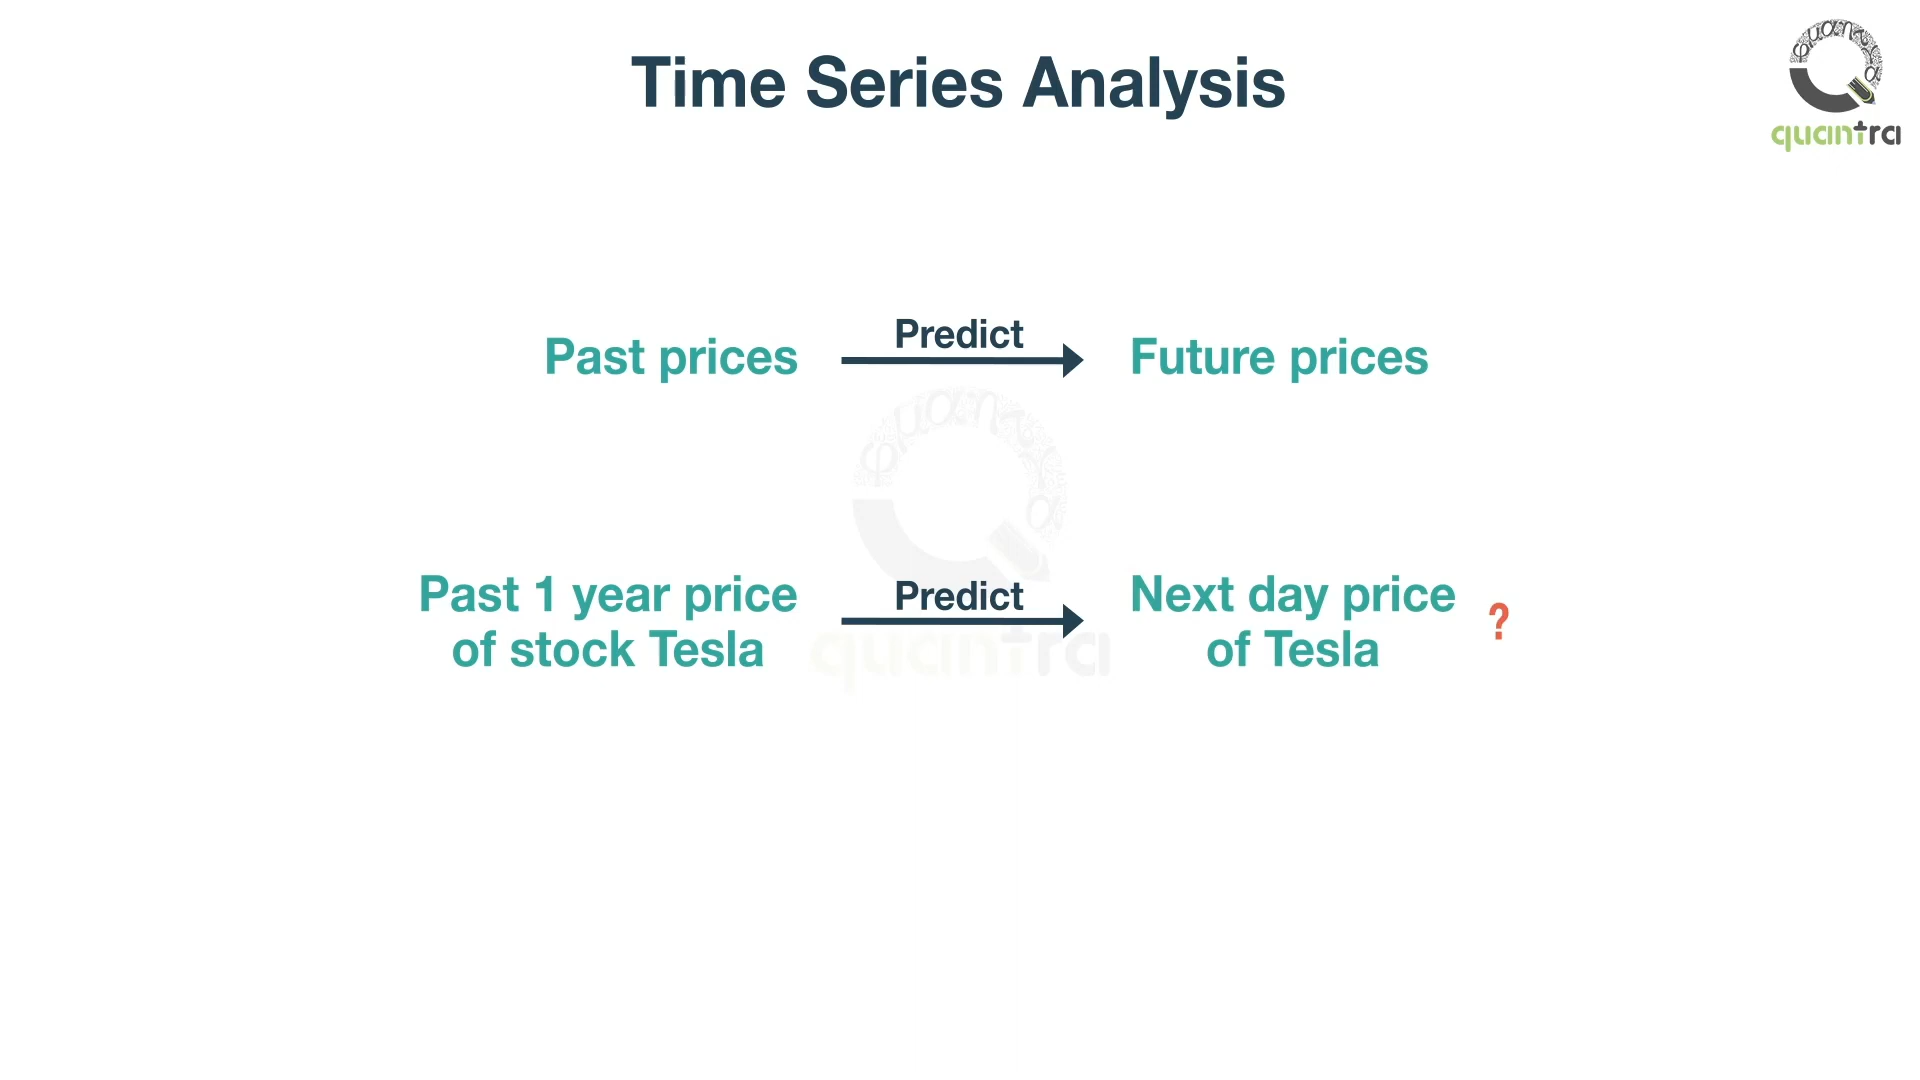 Time Series Analysis
quantra
Past prices
Predict
Future prices
Past 1 year price
of stock Tesla
Predict
Next day price
of Tesla
?
quantra